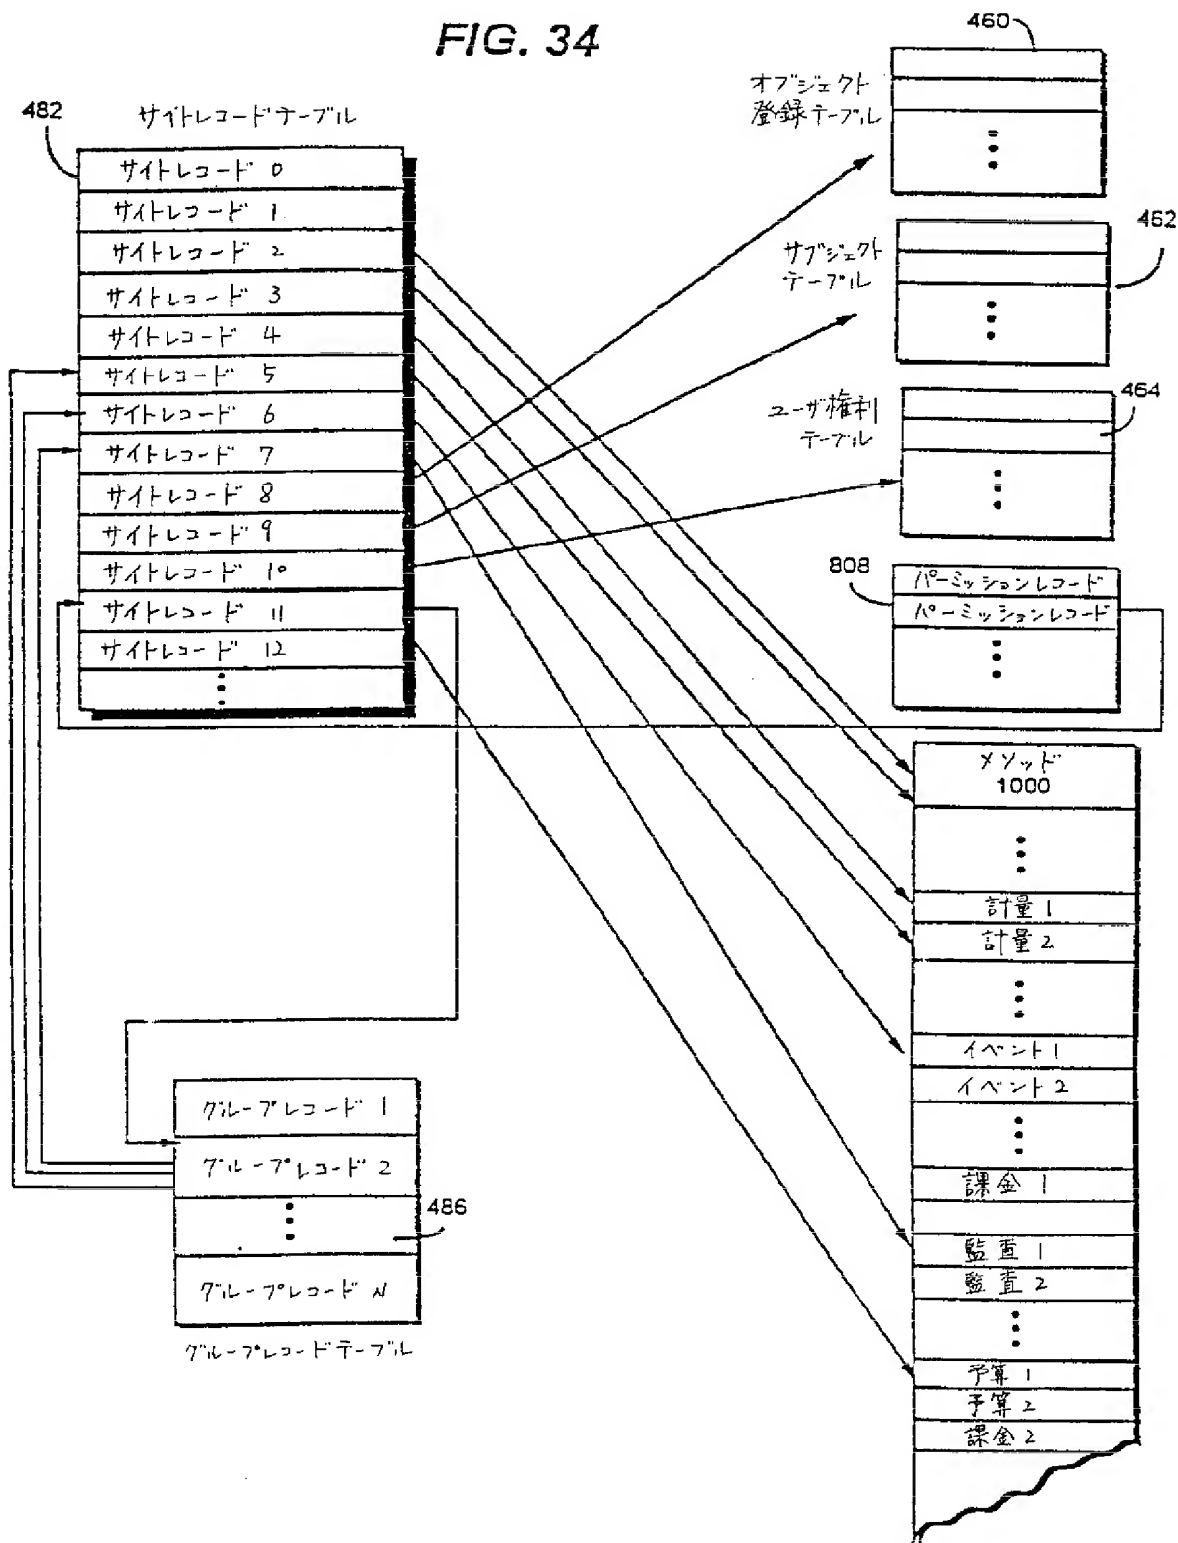 FIG. 34
482
サイトレコードテーブル
サイトレコード 0
サイトレコード 1
サイトレコード 2
サイトレコード 3
サイトレコード 4
サイトレコード 5
サイトレコード 6
サイトレコード 7
サイトレコード 8
サイトレコード 9
サイトレコード 10
サイトレコード 11
サイトレコード 12
460
オブジェクト
登録テーブル
462
サブジェクト
テーブル
464
ユーザ権利
テーブル
808
パーミッションレコード
パーミッションレコード
メソッド
1000
計量 1
計量 2
イベント 1
イベント 2
課金 1
監査 1
監査 2
予算 1
予算 2
課金 2
グループレコード 1
グループレコード 2
486
グループレコード N
グループレコードテーブル